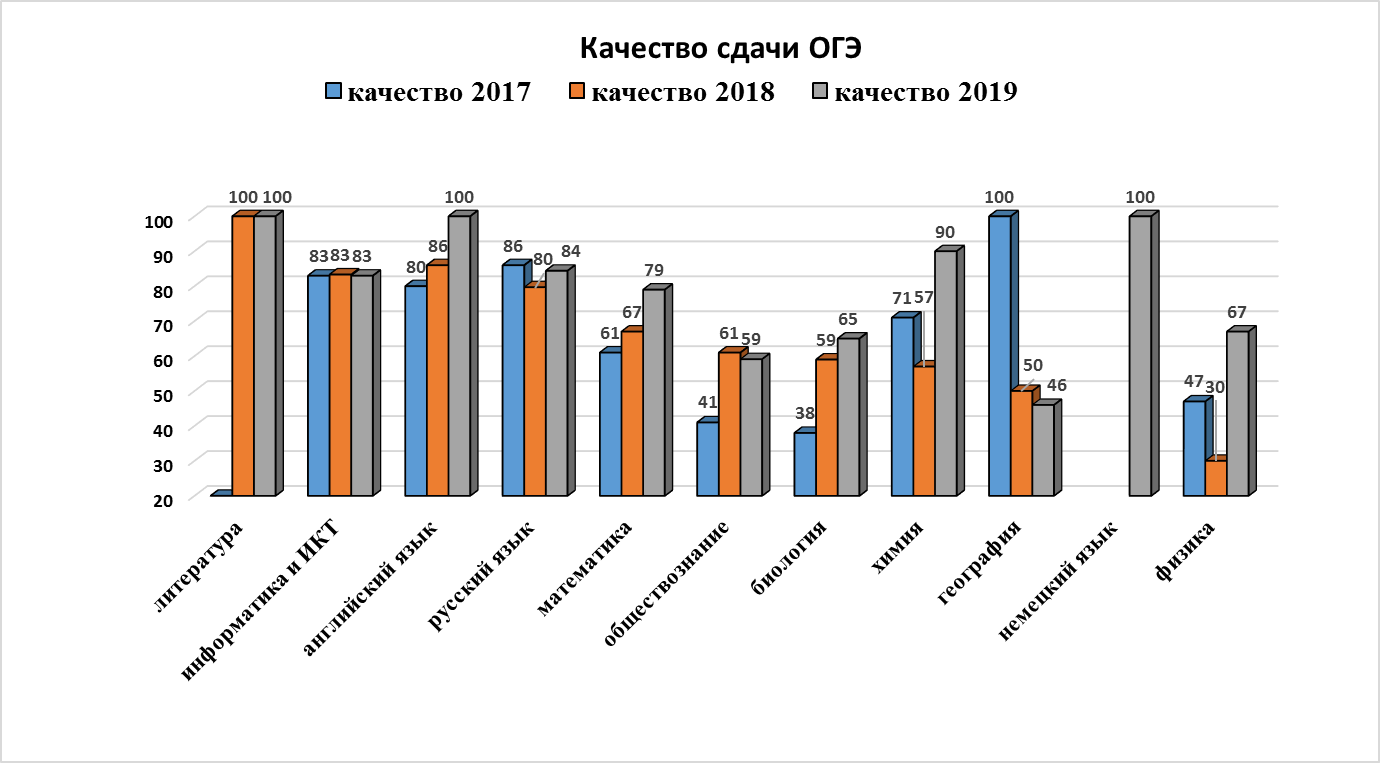 Качество сдачи ОГЭ
качество 2017 качество 2018 качество 2019
100 100 83 83 83 80 86 100 86 80 84 61 67 79 41 61 59 38 59 65 71 57 90 100 50 46 100 47 30 67
100
90
80
70
60
50
40
30
20
литература
информатика и ИКТ
английский язык
русский язык
математика
обществознание
биология
химия
география
немецкий язык
физика